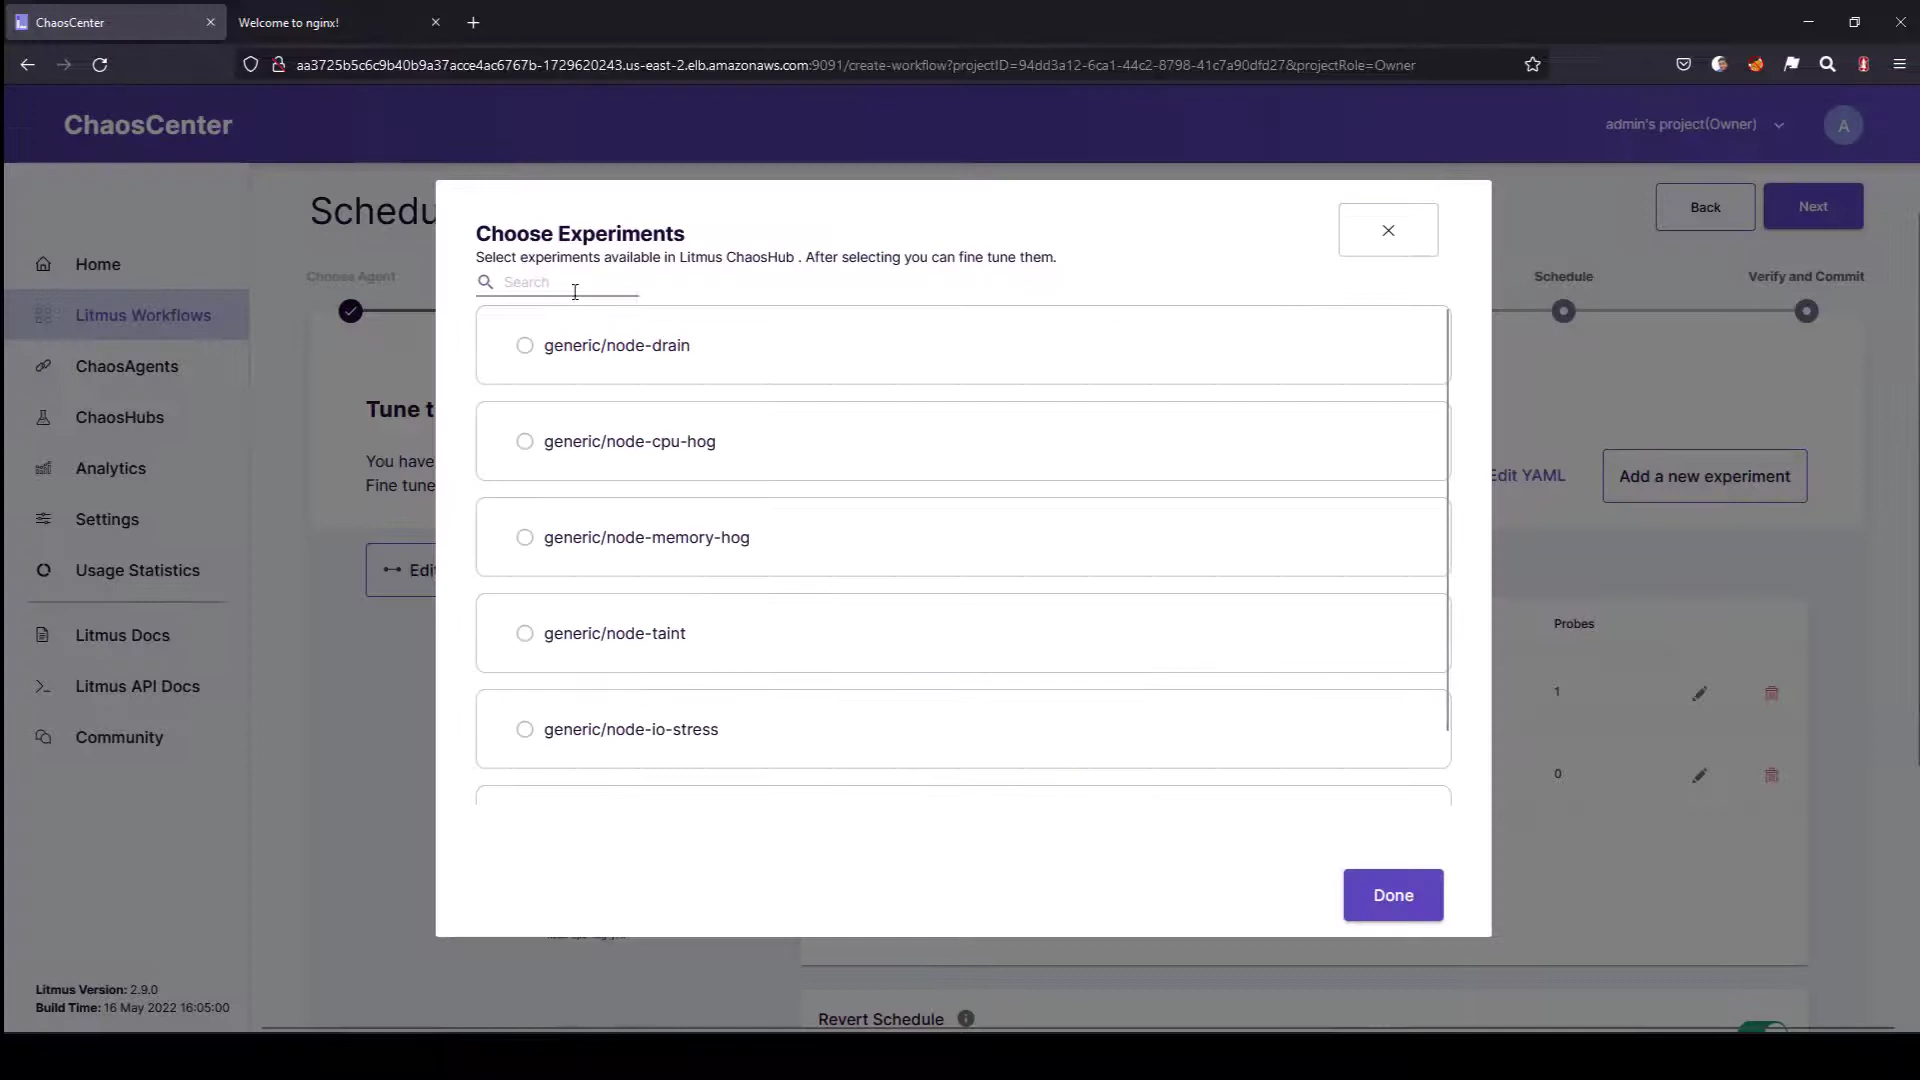 ChaosCenter
Welcome to nginx!
aa3725b5c6c9b40b9a37acce4ac6767b-1729620243.us-east-2.elb.amazonaws.com:9091/create-workflow?projectID=94dd3a12-6ca1-44c2-8798-41c7a90dfd27&projectRole=Owner
ChaosCenter
admin's project(Owner)
A
Schedu
Back
Next
Choose Agent
Schedule
Verify and Commit
Home
Litmus Workflows
ChaosAgents
ChaosHubs
Analytics
Settings
Usage Statistics
Litmus Docs
Litmus API Docs
Community
Litmus Version: 2.9.0
Build Time: 16 May 2022 16:05:00
Tune t
You have
Fine tune
Edit YAML
Add a new experiment
Edit
Probes
1
0
Revert Schedule
Choose Experiments
Select experiments available in Litmus ChaosHub . After selecting you can fine tune them.
Search
generic/node-drain
generic/node-cpu-hog
generic/node-memory-hog
generic/node-taint
generic/node-io-stress
Done